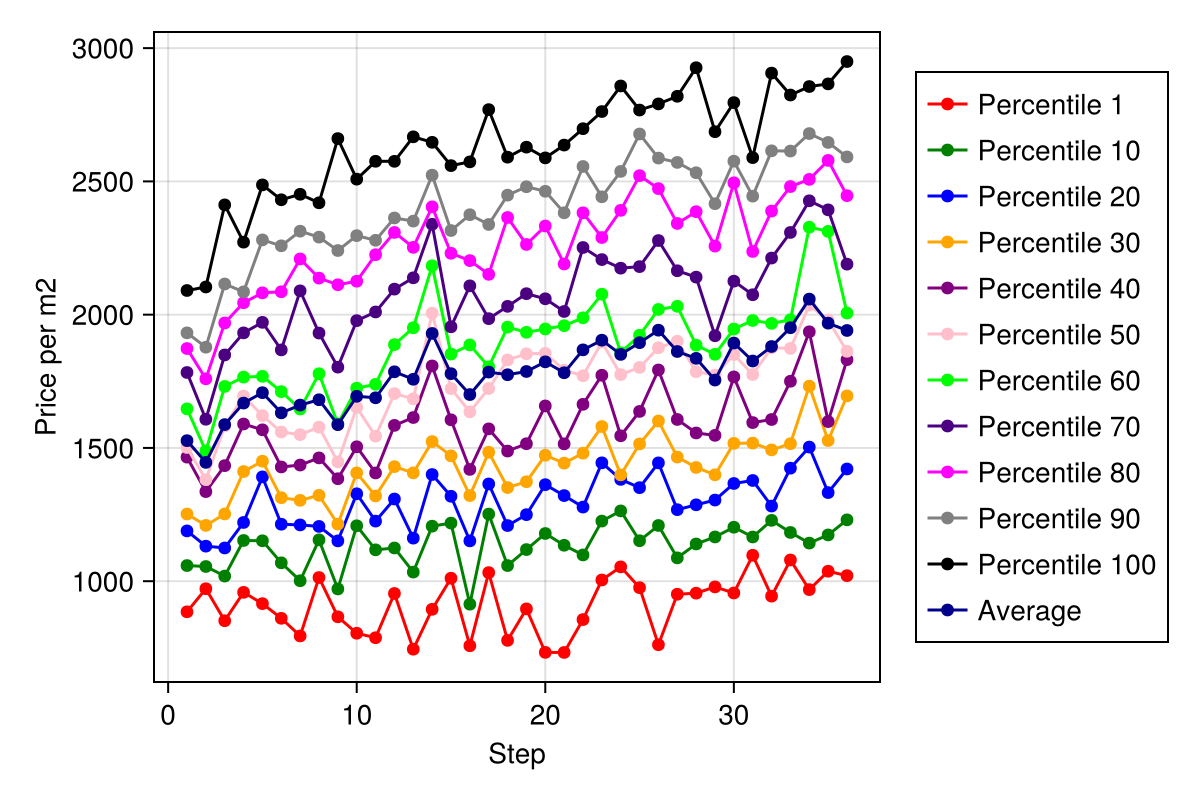 3000
2500
2000
1500
1000
Price per m2
0
10
20
30
Step
Percentile 1
Percentile 10
Percentile 20
Percentile 30
Percentile 40
Percentile 50
Percentile 60
Percentile 70
Percentile 80
Percentile 90
Percentile 100
Average